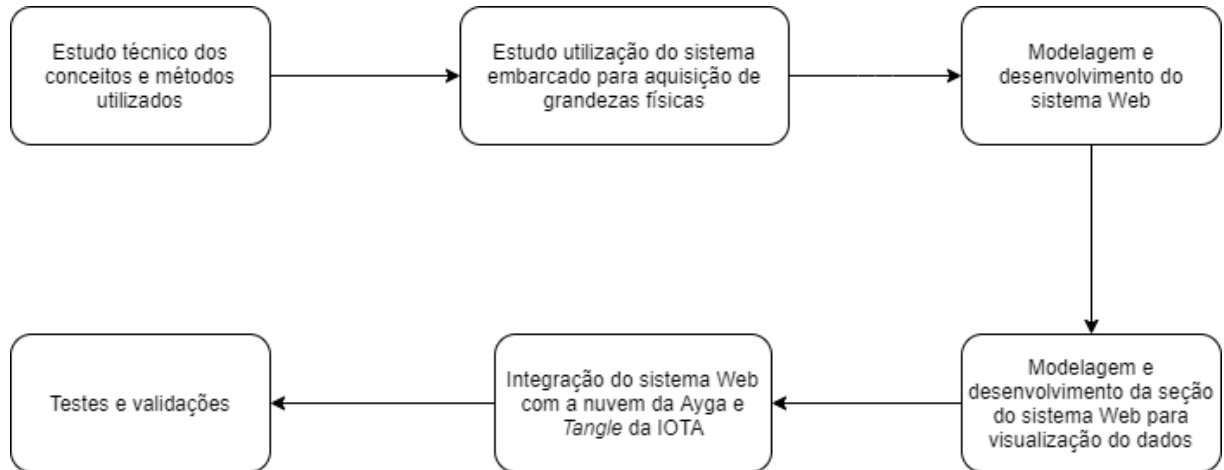 Estudo técnico dos
conceitos e métodos
utilizados
Estudo utilização do sistema
embarcado para aquisição de
grandezas físicas
Modelagem e
desenvolvimento do
sistema Web
Modelagem e
desenvolvimento da seção
do sistema Web para
visualização do dados
Integração do sistema Web
com a nuvem da Ayga e
Tangle da IOTA
Testes e validações